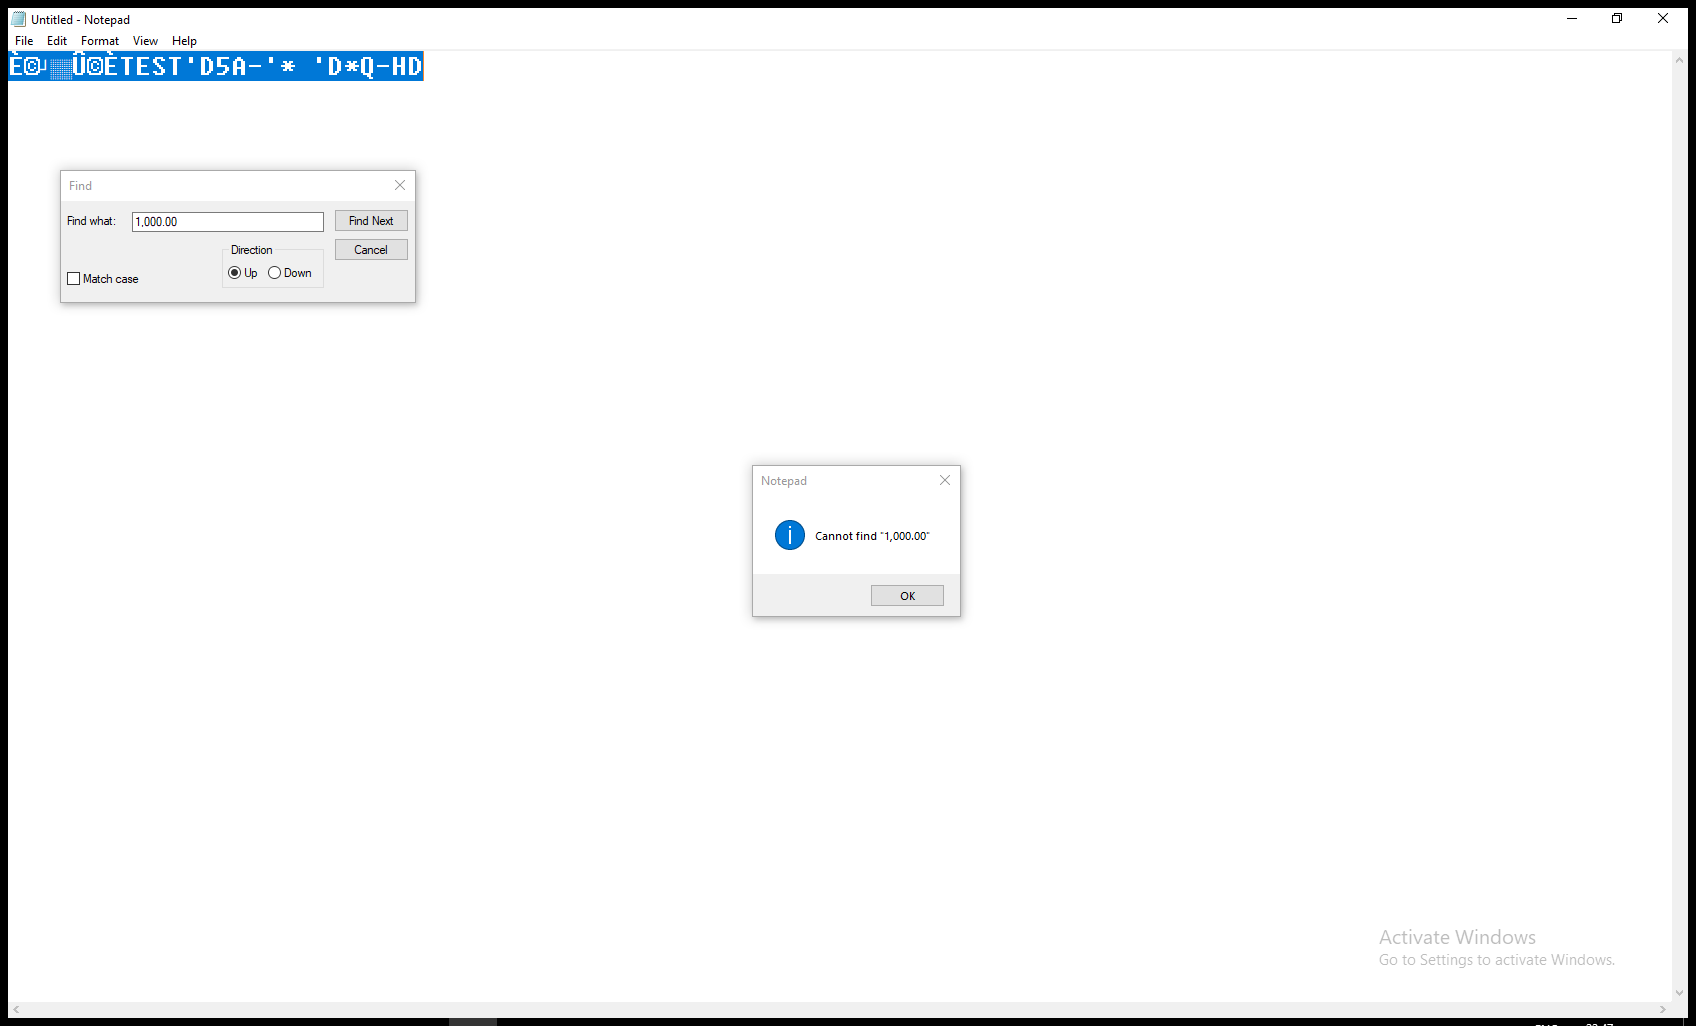 Untitled - Notepad
File Edit Format View Help
TEST'D5A-'* 'D*Q-HD
Find
Find what: 1,000.00 Find Next
Direction Cancel
Up Down
Match case
Notepad
Cannot find "1,000.00"
OK
Activate Windows
Go to Settings to activate Windows.